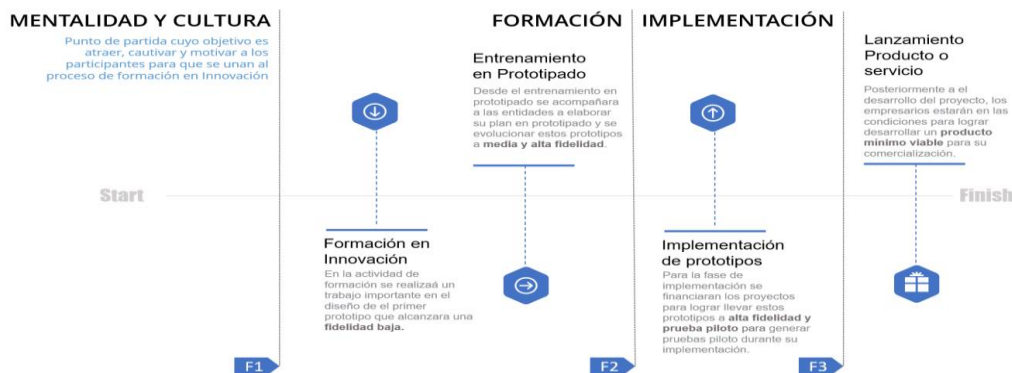 MENTALIDAD Y CULTURA
Punto de partida cuyo objetivo es
atraer, cautivar y motivar a los
participantes para que se unan al
proceso de formación en Innovación
FORMACIÓN
Entrenamiento
en Prototipado
Desde el entrenamiento en
prototipado se acompañara
a las entidades a elaborar
su plan en prototipado y se
evolucionar estos prototipos
a media y alta fidelidad.
IMPLEMENTACIÓN
Lanzamiento
Producto o
servicio
Posteriormente a el
desarrollo del proyecto, los
empresarios estarán en las
condiciones para lograr
desarrollar un producto
mínimo viable para su
comercialización.
Start
Finish
Formación en
Innovación
En la actividad de
formación se realizaá un
trabajo importante en el
diseño de el primer
prototipo que alcanzara una
fidelidad baja.
Implementación
de prototipos
Para la fase de
implementación se
financiaran los proyectos
para lograr llevar estos
prototipos a alta fidelidad y
prueba piloto para generar
pruebas piloto durante su
implementación.
F1
F2
F3